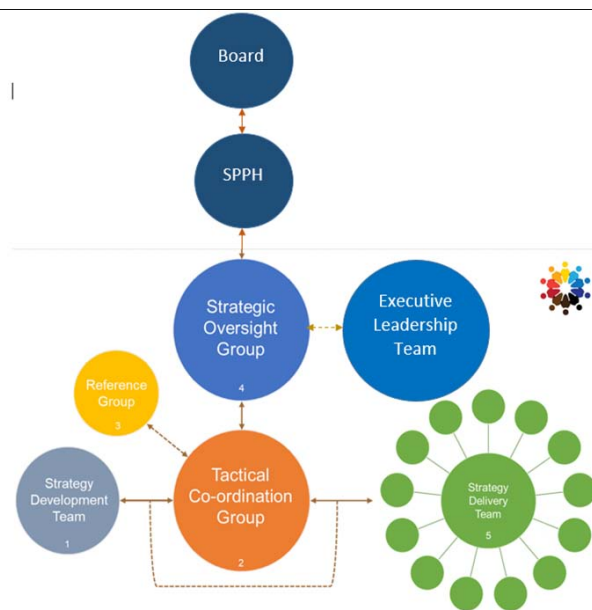 Board
SPPH
Strategic
Oversight
Group
4
Executive
Leadership
Team
Reference
Group
3
Strategy
Development
Team
1
Tactical
Co-ordination
Group
2
Strategy
Delivery
Team
5